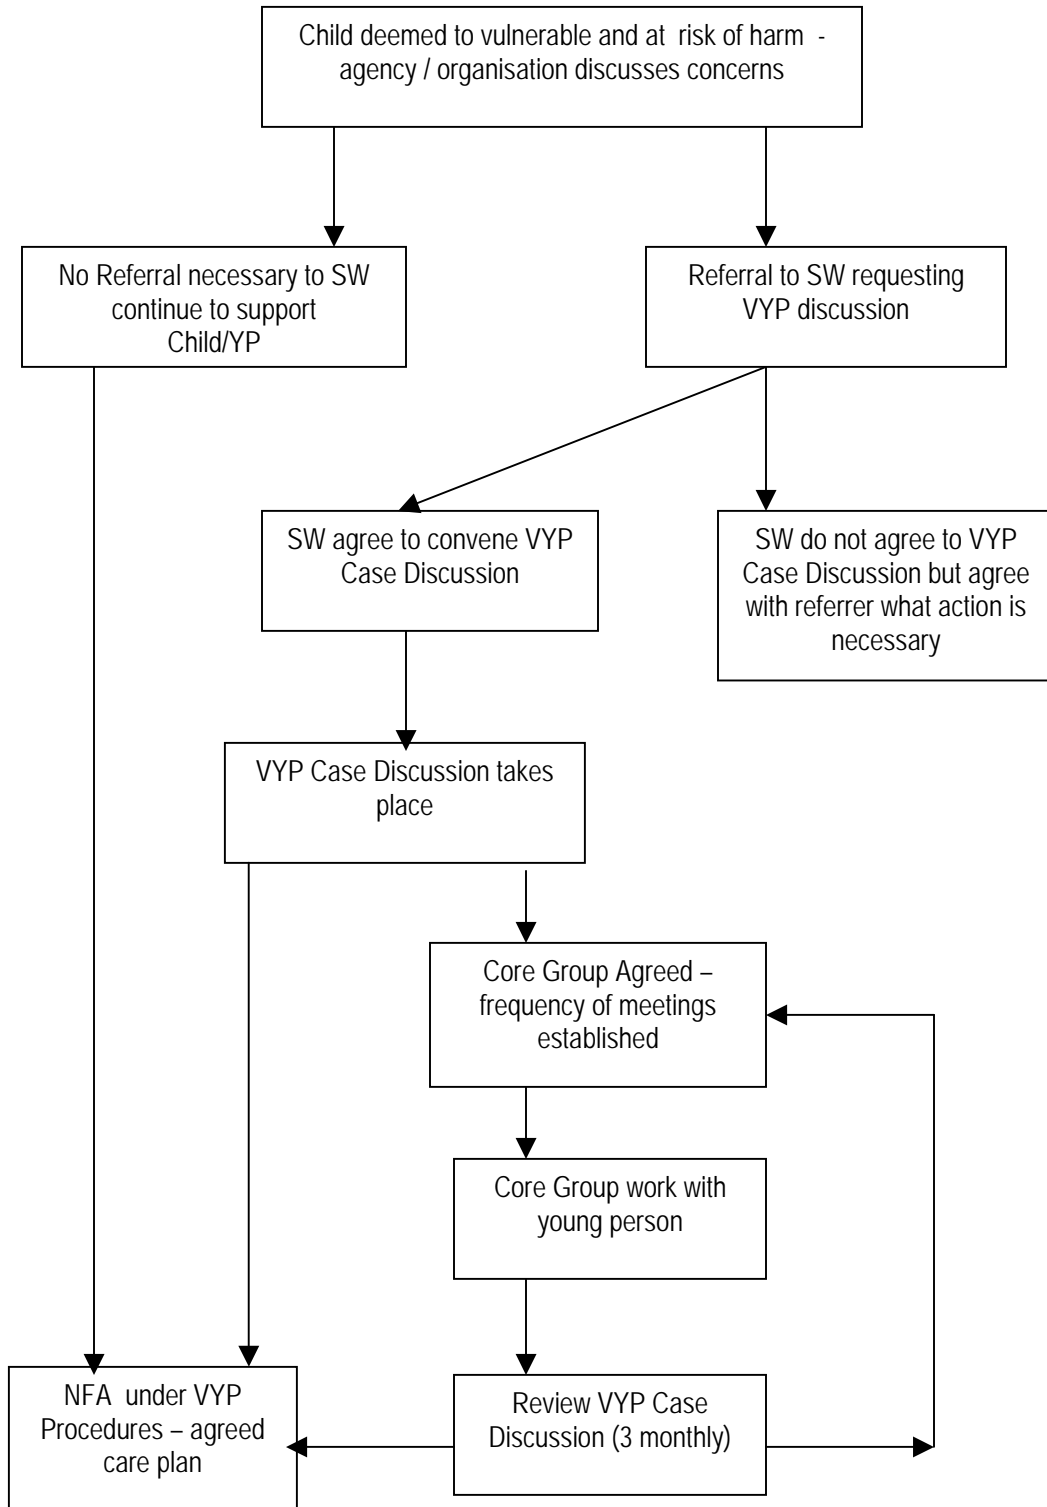 Child deemed to vulnerable and at risk of harm -
agency / organisation discusses concerns
No Referral necessary to SW
continue to support
Child/YP
Referral to SW requesting
VYP discussion
SW agree to convene VYP
Case Discussion
SW do not agree to VYP
Case Discussion but agree
with referrer what action is
necessary
VYP Case Discussion takes
place
Core Group Agreed –
frequency of meetings
established
Core Group work with
young person
NFA under VYP
Procedures – agreed
care plan
Review VYP Case
Discussion (3 monthly)